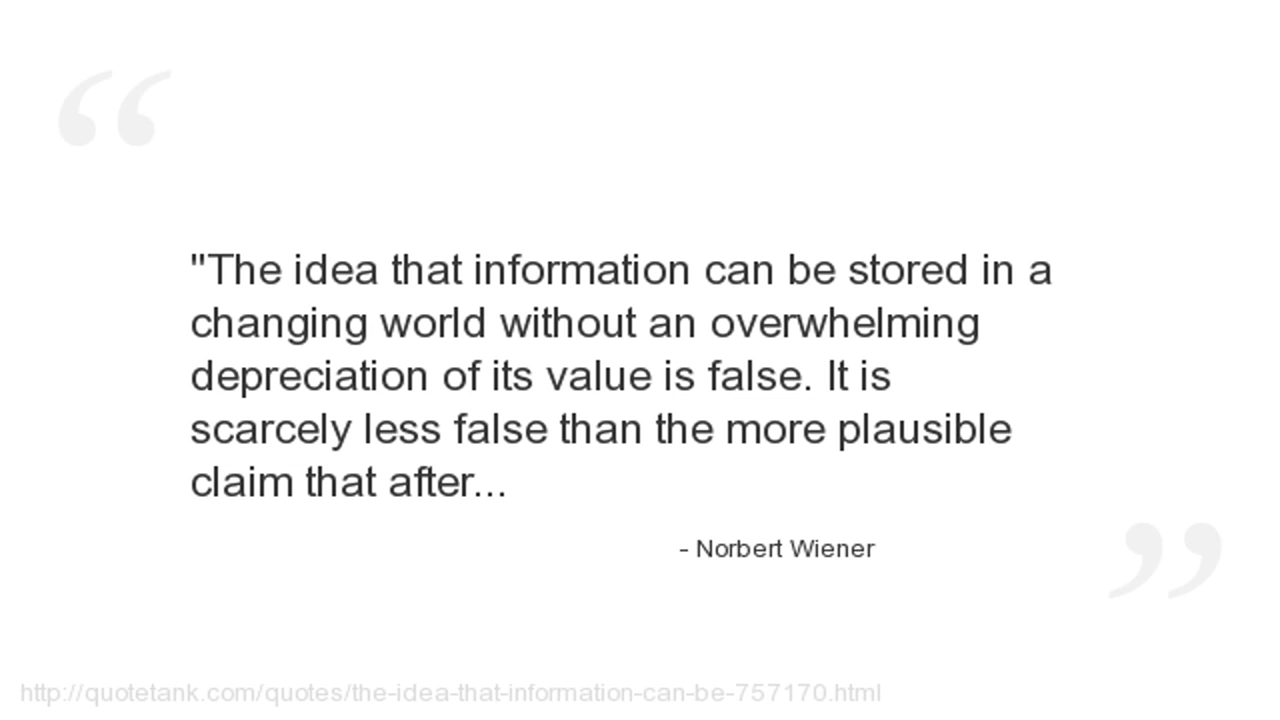 "The idea that information can be stored in a
changing world without an overwhelming
depreciation of its value is false. It is
scarcely less false than the more plausible
claim that after...
- Norbert Wiener
http://quotetank.com/quotes/the-idea-that-information-can-be-757170.html